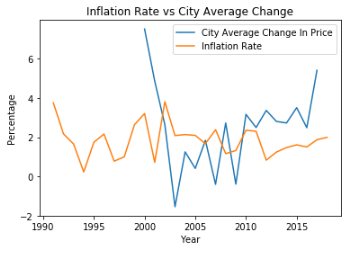 Inflation Rate vs City Average Change
City Average Change In Price
Inflation Rate
Percentage
6
4
2
0
−2
1990 1995 2000 2005 2010 2015
Year